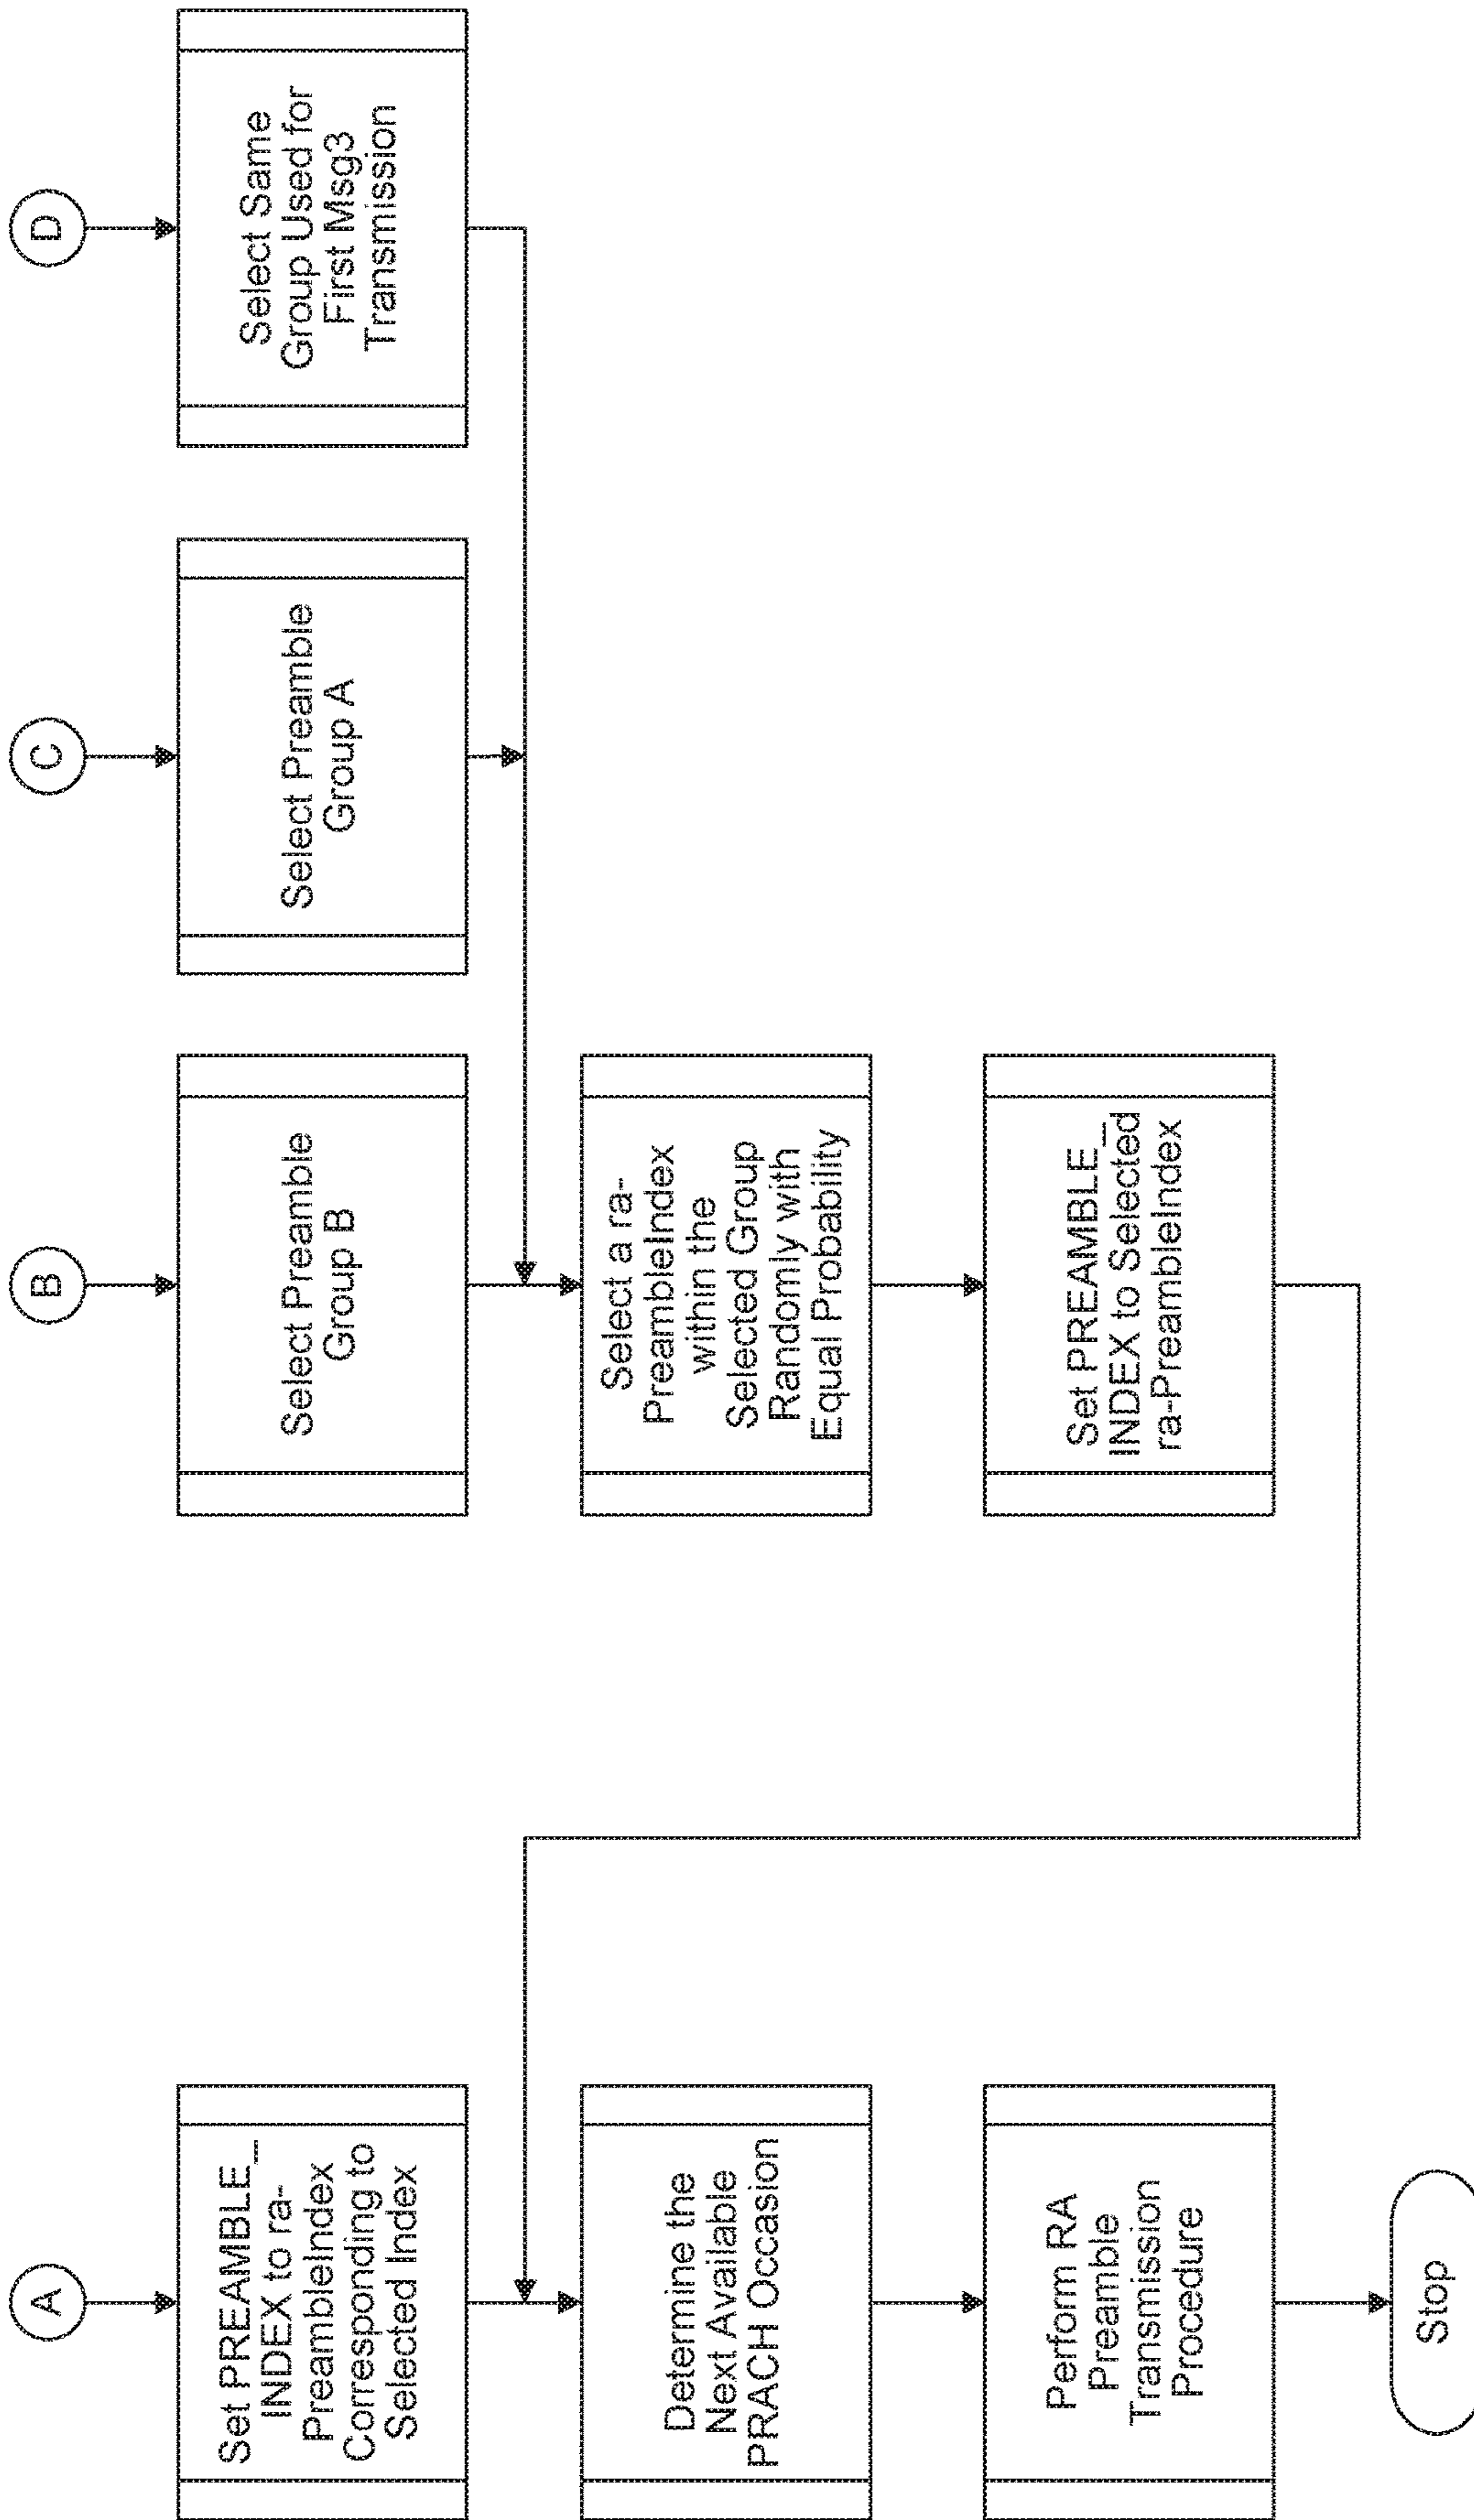 A
Set PREAMBLE_
INDEX to ra-
PreambleIndex
Corresponding to
Selected Index
Determine the
Next Available
PRACH Occasion
Perform RA
Preamble
Transmission
Procedure
Stop
B
Select Preamble
Group B
Select a ra-
PreambleIndex
within the
Selected Group
Randomly with
Equal Probability
Set PREAMBLE_
INDEX to Selected
ra-PreambleIndex
C
Select Preamble
Group A
D
Select Same
Group Used for
First Msg3
Transmission